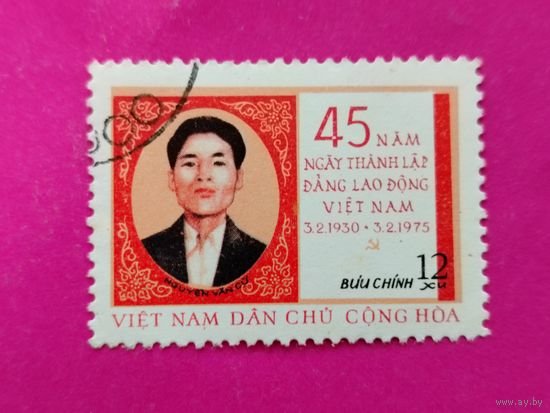 000
45 NĂM
NGÀY THÀNH LẬP
ĐẢNG LAO ĐỘNG
VIỆT NAM
3.2.1930 • 3.2.1975
NGUYỄN VĂN CỪ
BƯU CHÍNH 12 XU
VIỆT NAM DÂN CHỦ CỘNG HÒA
www.ay.by